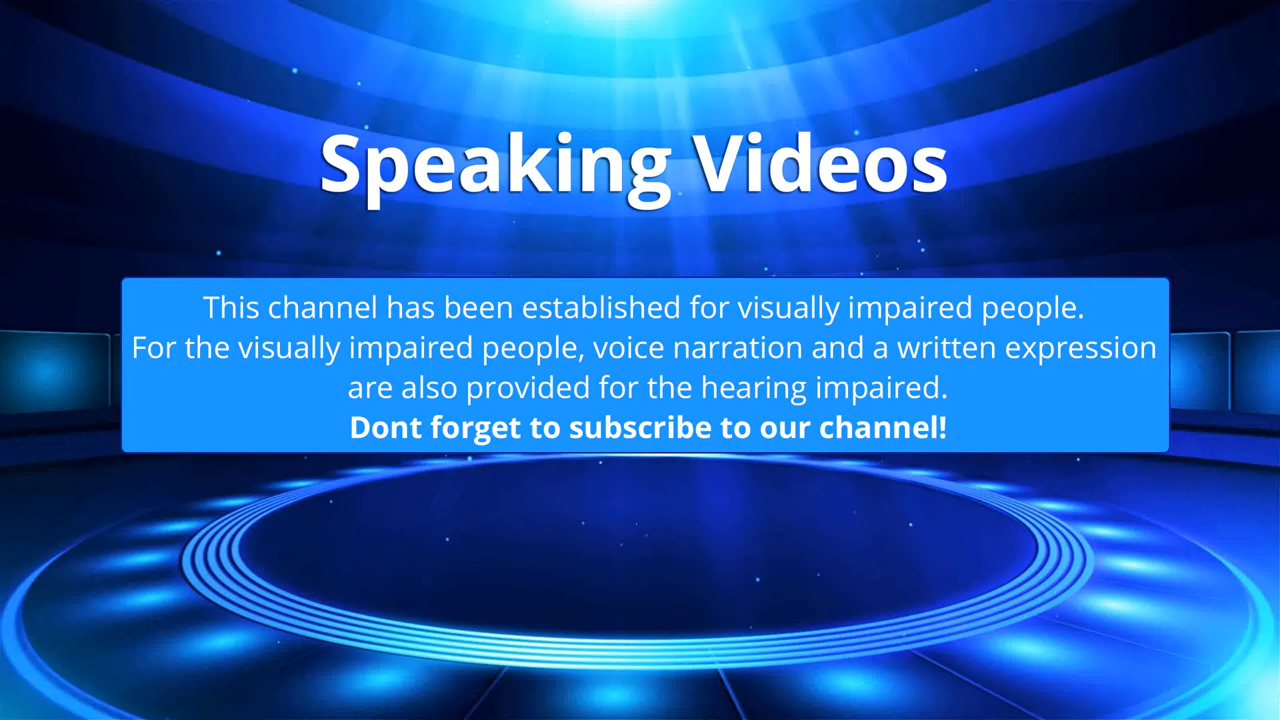 Speaking Videos
This channel has been established for visually impaired people.
For the visually impaired people, voice narration and a written expression
are also provided for the hearing impaired.
Dont forget to subscribe to our channel!